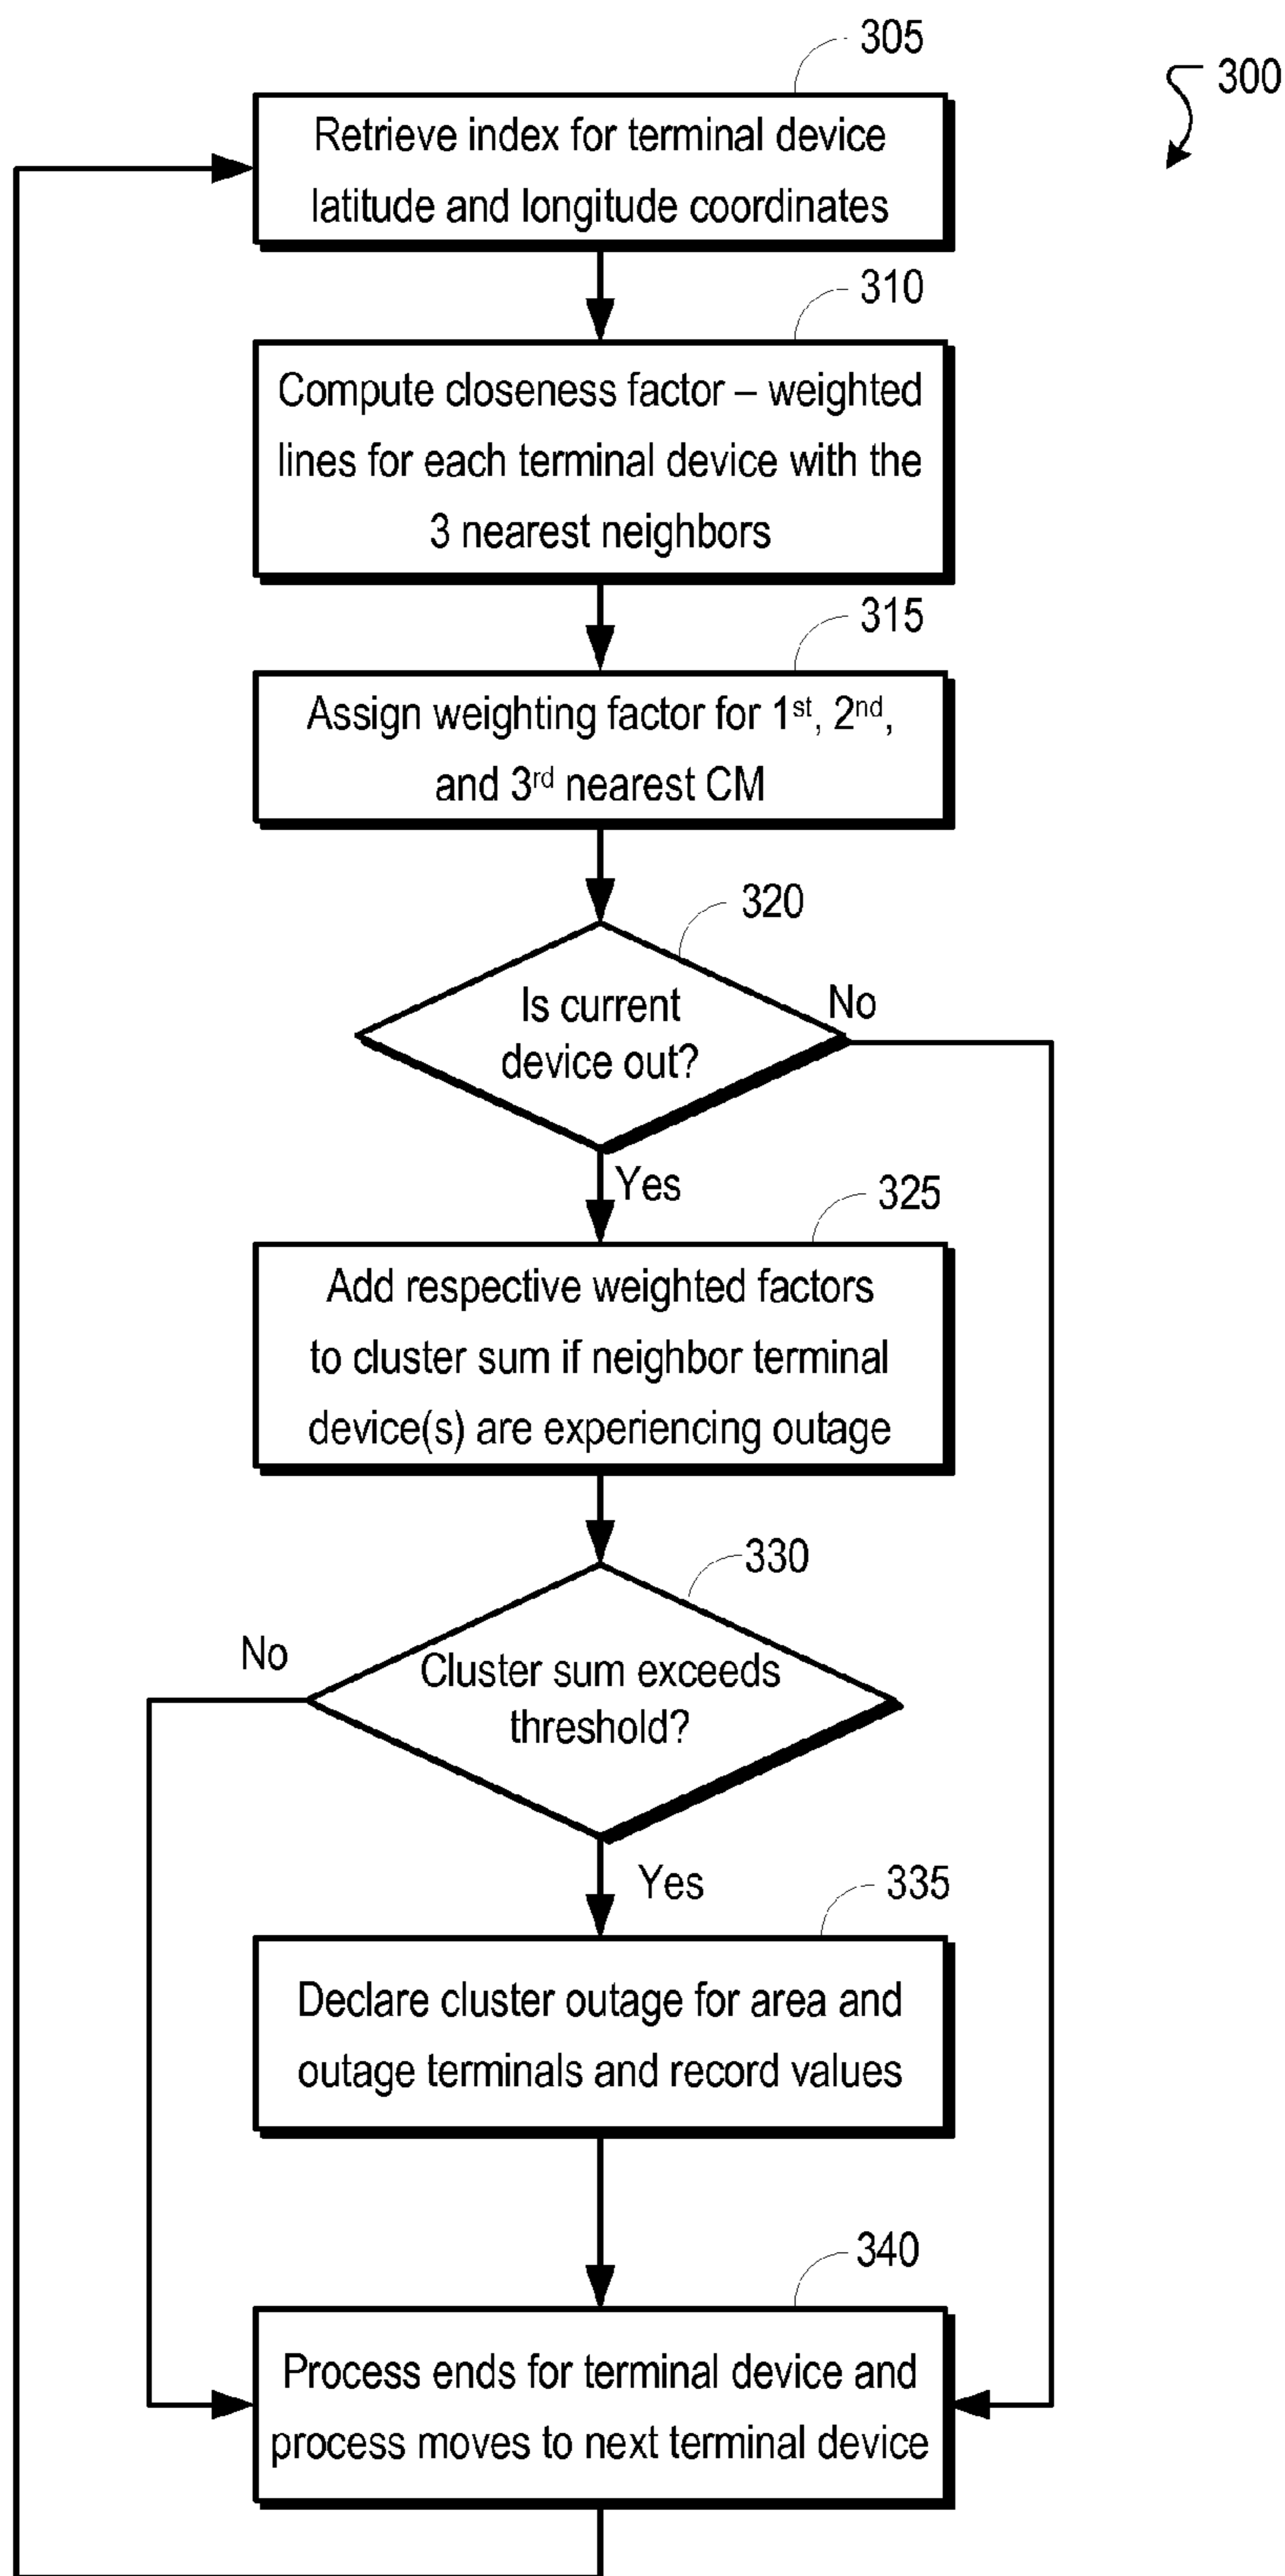 305
300
Retrieve index for terminal device
latitude and longitude coordinates
310
Compute closeness factor – weighted
lines for each terminal device with the
3 nearest neighbors
315
Assign weighting factor for 1st, 2nd,
and 3rd nearest CM
320
Is current
device out?
No
Yes
325
Add respective weighted factors
to cluster sum if neighbor terminal
device(s) are experiencing outage
330
No
Cluster sum exceeds
threshold?
Yes
335
Declare cluster outage for area and
outage terminals and record values
340
Process ends for terminal device and
process moves to next terminal device